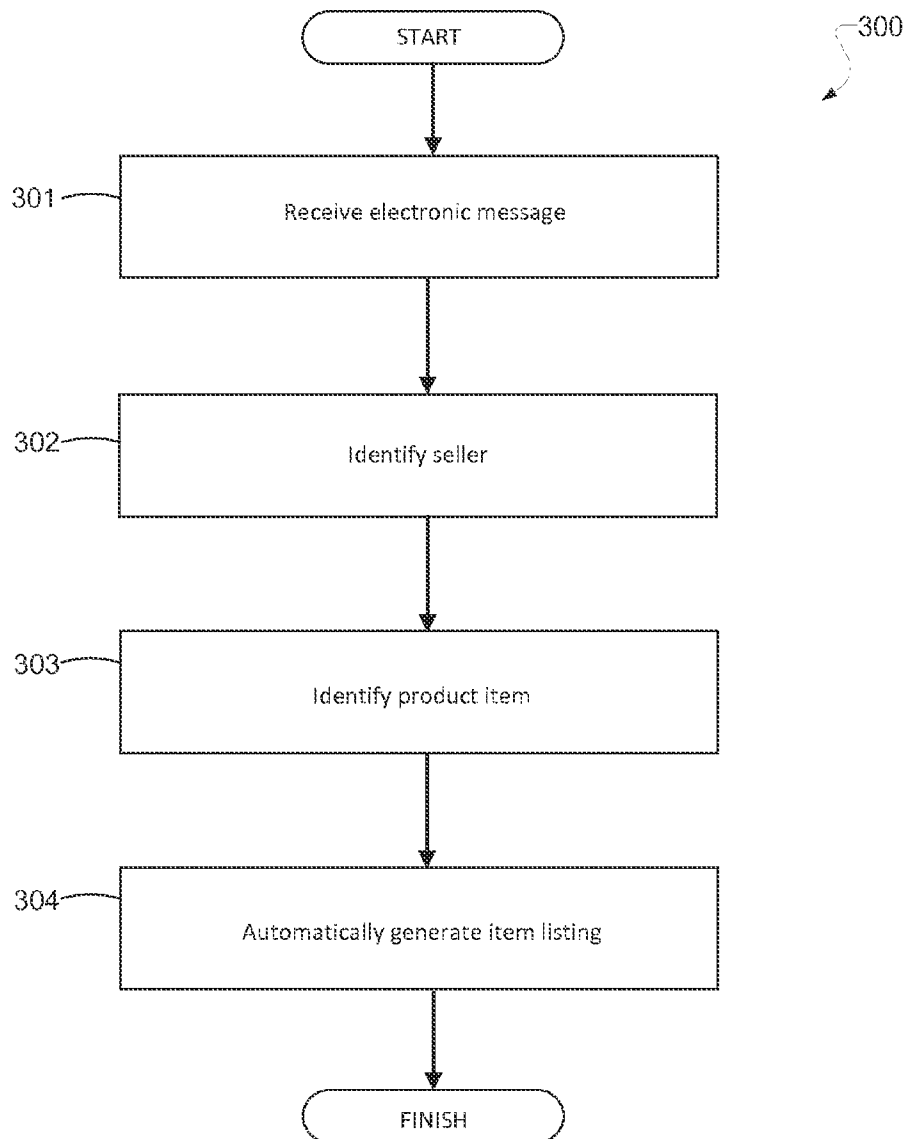 START
300
301
Receive electronic message
302
Identify seller
303
Identify product item
304
Automatically generate item listing
FINISH